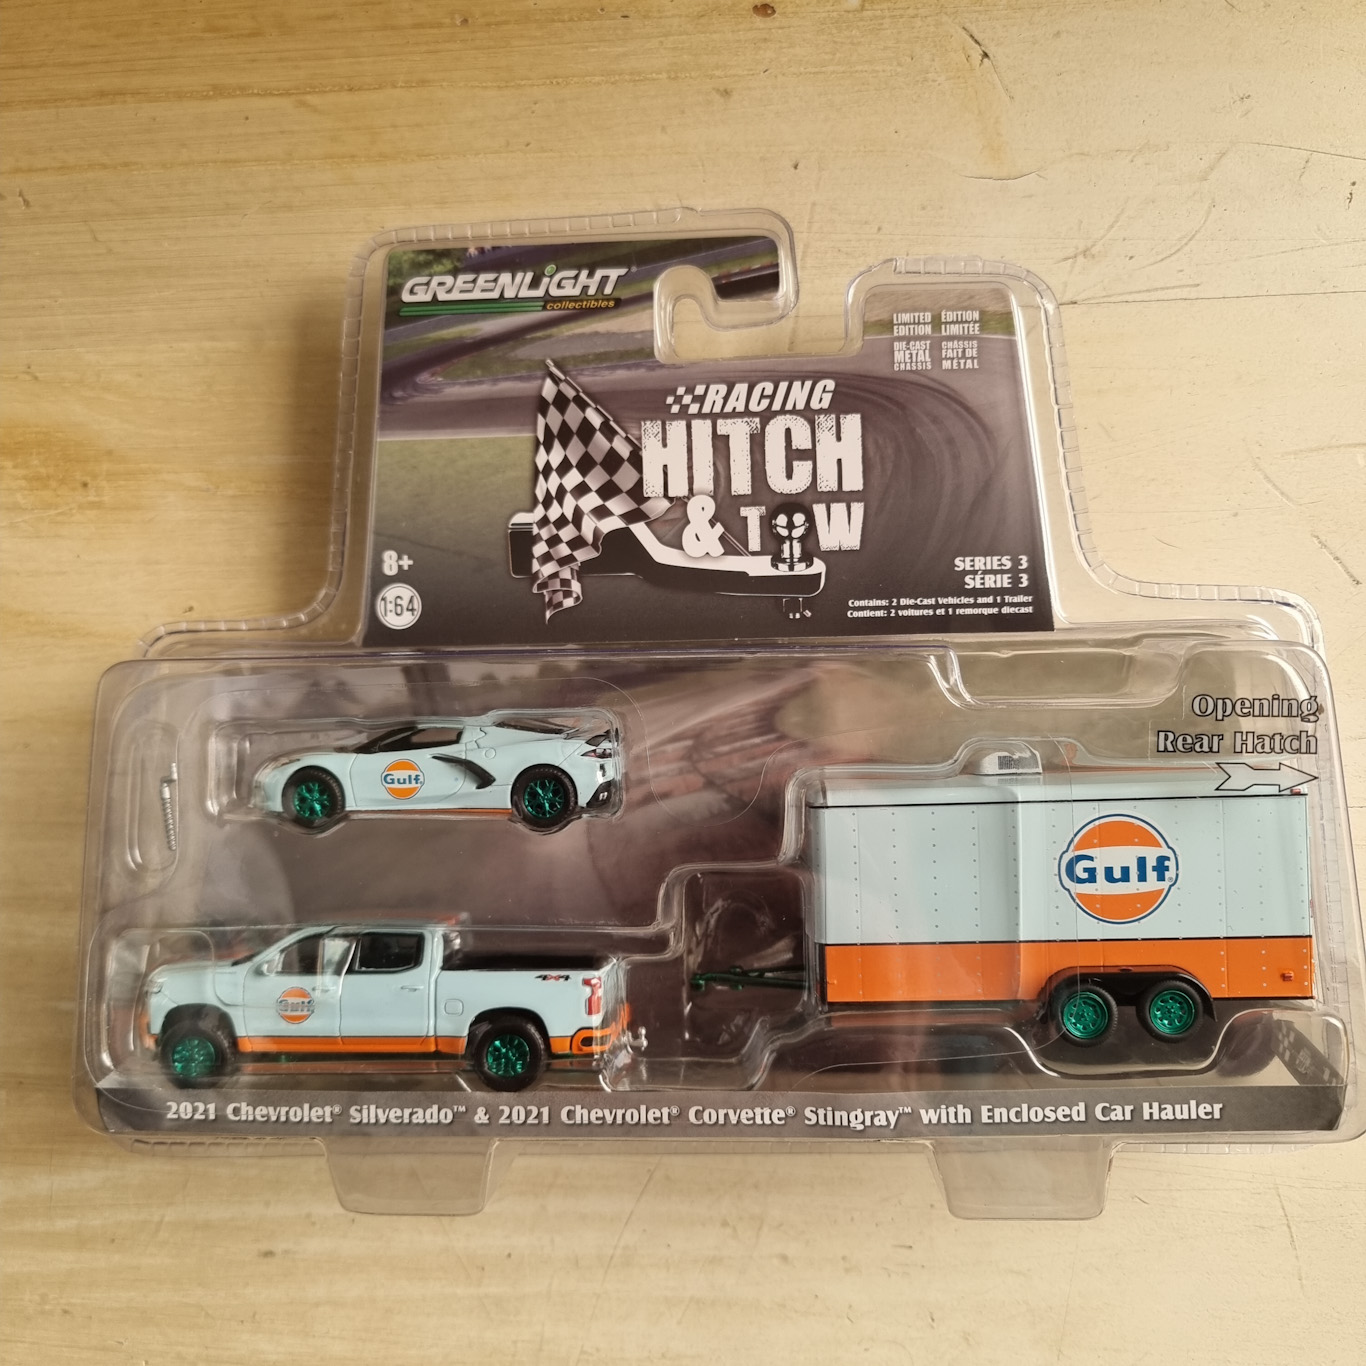 GREENLIGHT
collectibles
LIMITED EDITION
ÉDITION LIMITÉE
DIE-CAST METAL CHASSIS
CHÂSSIS FAIT DE MÉTAL
RACING
HITCH
& TOW
8+
1:64
SERIES 3
SÉRIE 3
Contains: 2 Die-Cast Vehicles and 1 Trailer
Contient: 2 voitures et 1 remorque diecast
Opening
Rear Hatch
Gulf
Gulf
Gulf
4x4
2021 Chevrolet® Silverado™ & 2021 Chevrolet® Corvette® Stingray™ with Enclosed Car Hauler